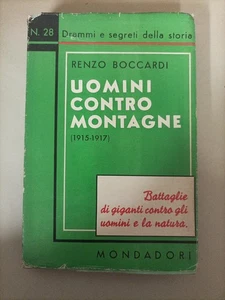 N. 28 Drammi e segreti della storia
RENZO BOCCARDI
UOMINI
CONTRO
MONTAGNE
(1915-1917)
Battaglie
di giganti contro gli
uomini e la natura.
MONDADORI